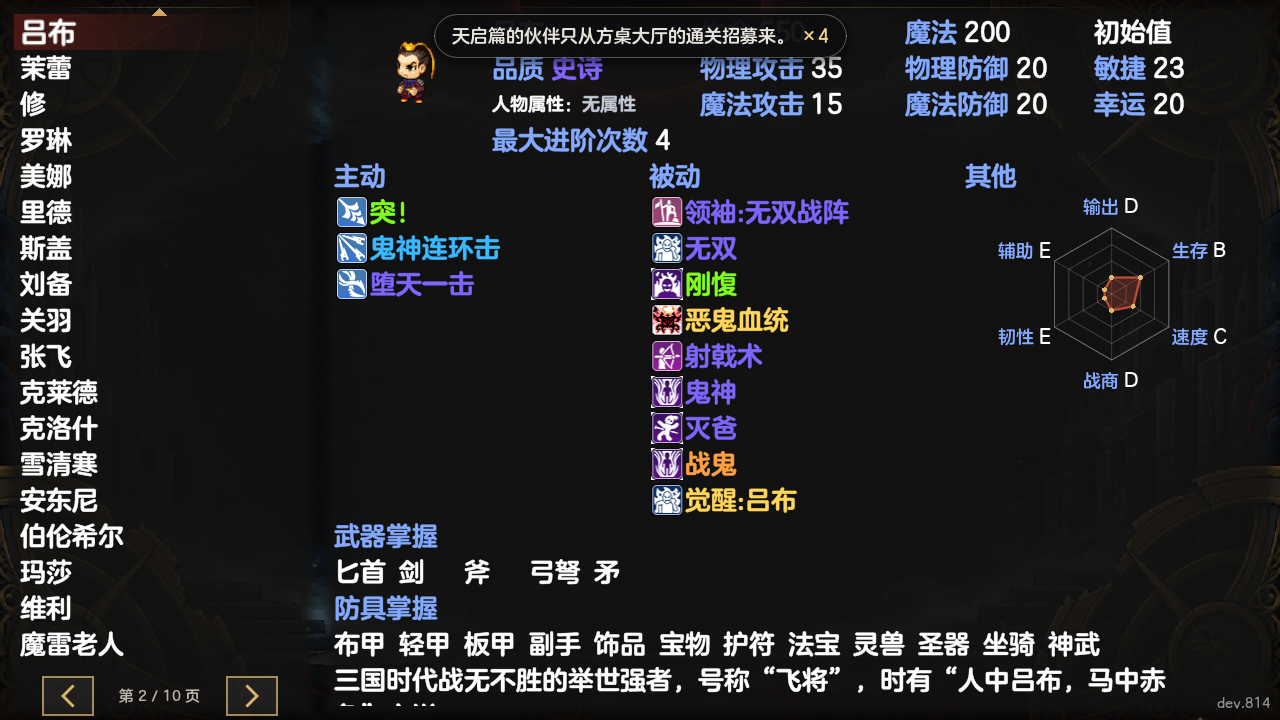 吕布
茉蕾
修
罗琳
美娜
里德
斯盖
刘备
关羽
张飞
克莱德
克洛什
雪清寒
安东尼
伯伦希尔
玛莎
维利
魔雷老人
第 2 / 10 页
天启篇的伙伴只从方桌大厅的通关招募来。 ×4
魔法 200 初始值
品质 史诗 物理攻击 35 物理防御 20 敏捷 23
人物属性：无属性 魔法攻击 15 魔法防御 20 幸运 20
最大进阶次数 4
主动
突！
鬼神连环击
堕天一击
被动
领袖:无双战阵
无双
刚愎
恶鬼血统
射戟术
鬼神
灭爸
战鬼
觉醒:吕布
其他
输出 D
辅助 E 生存 B
韧性 E 速度 C
战商 D
武器掌握
匕首 剑 斧 弓弩 矛
防具掌握
布甲 轻甲 板甲 副手 饰品 宝物 护符 法宝 灵兽 圣器 坐骑 神武
三国时代战无不胜的举世强者，号称“飞将”，时有“人中吕布，马中赤
dev.814